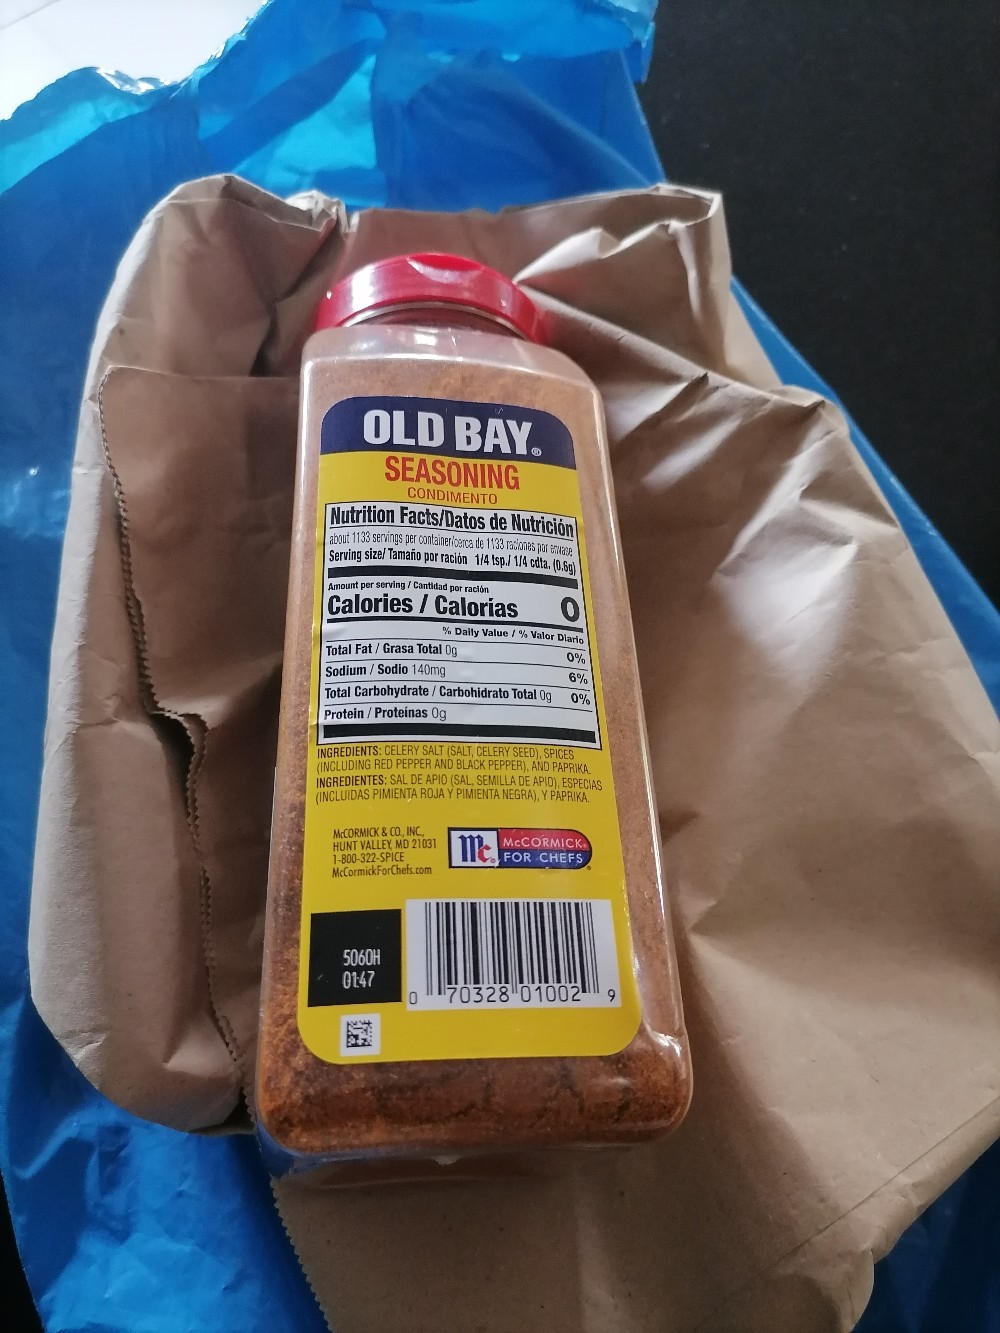 OLD BAY®
SEASONING
CONDIMENTO
Nutrition Facts/Datos de Nutrición
about 1133 servings per container/cerca de 1133 raciones por envase
Serving size/ Tamaño por ración 1/4 tsp./ 1/4 cdta. (0.6g)
Amount per serving / Cantidad por ración
Calories / Calorías 0
% Daily Value / % Valor Diario
Total Fat / Grasa Total 0g 0%
Sodium / Sodio 140mg 6%
Total Carbohydrate / Carbohidrato Total 0g 0%
Protein / Proteínas 0g
INGREDIENTS: CELERY SALT (SALT, CELERY SEED), SPICES
(INCLUDING RED PEPPER AND BLACK PEPPER), AND PAPRIKA.
INGREDIENTES: SAL DE APIO (SAL, SEMILLA DE APIO), ESPECIAS
(INCLUIDAS PIMIENTA ROJA Y PIMIENTA NEGRA), Y PAPRIKA.
McCORMICK & CO., INC.,
HUNT VALLEY, MD 21031
1-800-322-SPICE
McCormickForChefs.com
Mc. McCORMICK®
FOR CHEFS®
5060H
01:47
0 70328 01002 9